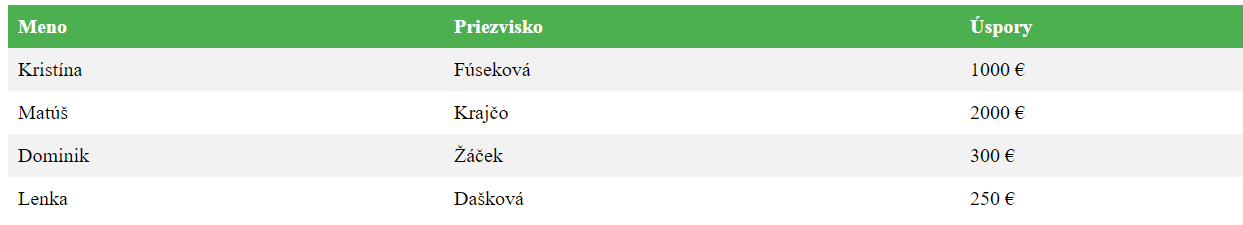 Meno Priezvisko Úspory
Kristína Fúseková 1000 €
Matúš Krajčo 2000 €
Dominik Žáček 300 €
Lenka Dašková 250 €